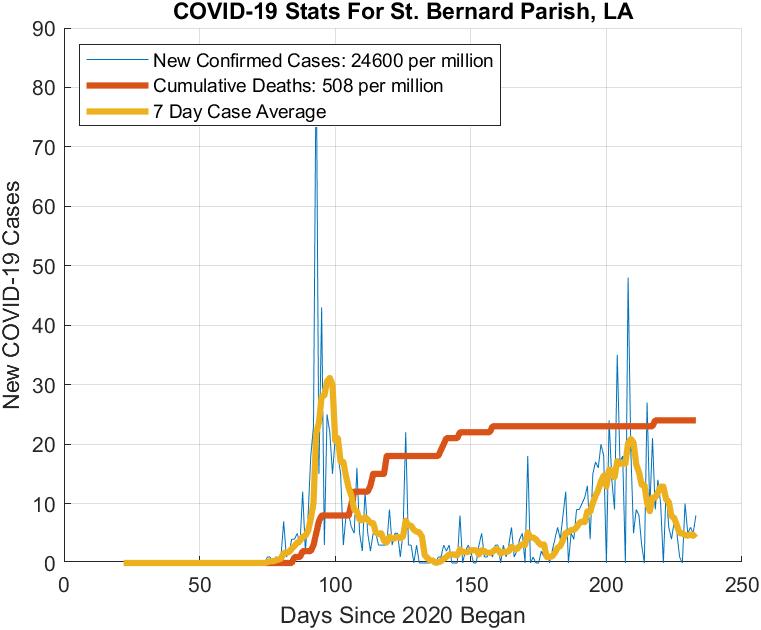 COVID-19 Stats For St. Bernard Parish, LA
90
80
70
60
50
40
30
20
10
0
New COVID-19 Cases
New Confirmed Cases: 24600 per million
Cumulative Deaths: 508 per million
7 Day Case Average
0
50
100
150
200
250
Days Since 2020 Began